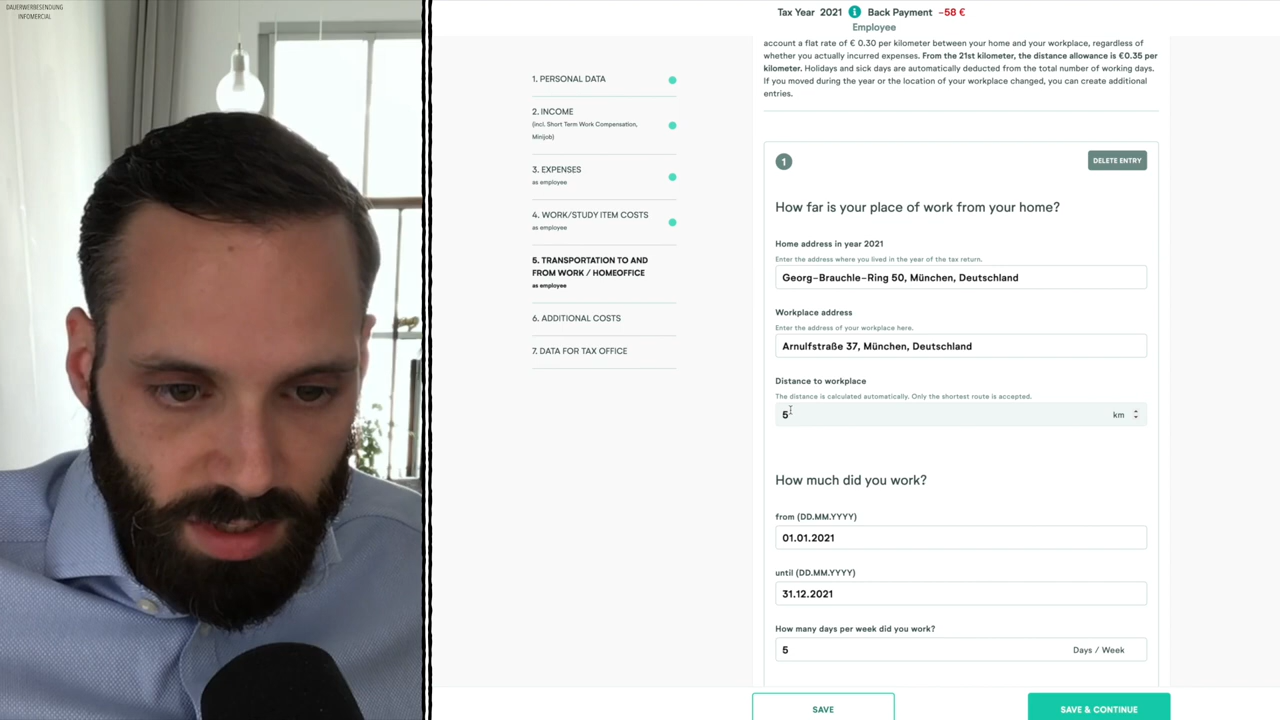 DAUERWERBESENDUNG
INFOMERCIAL
Tax Year 2021 i Back Payment -58 €
Employee
account a flat rate of € 0.30 per kilometer between your home and your workplace, regardless of
whether you actually incurred expenses. From the 21st kilometer, the distance allowance is €0.35 per
kilometer. Holidays and sick days are automatically deducted from the total number of working days.
If you moved during the year or the location of your workplace changed, you can create additional
entries.
1. PERSONAL DATA
2. INCOME
(incl. Short Term Work Compensation,
Minijob)
3. EXPENSES
as employee
4. WORK/STUDY ITEM COSTS
as employee
5. TRANSPORTATION TO AND
FROM WORK / HOMEOFFICE
as employee
6. ADDITIONAL COSTS
7. DATA FOR TAX OFFICE
1
DELETE ENTRY
How far is your place of work from your home?
Home address in year 2021
Enter the address where you lived in the year of the tax return.
Georg-Brauchle-Ring 50, München, Deutschland
Workplace address
Enter the address of your workplace here.
Arnulfstraße 37, München, Deutschland
Distance to workplace
The distance is calculated automatically. Only the shortest route is accepted.
5 km
How much did you work?
from (DD.MM.YYYY)
01.01.2021
until (DD.MM.YYYY)
31.12.2021
How many days per week did you work?
5 Days / Week
SAVE
SAVE & CONTINUE